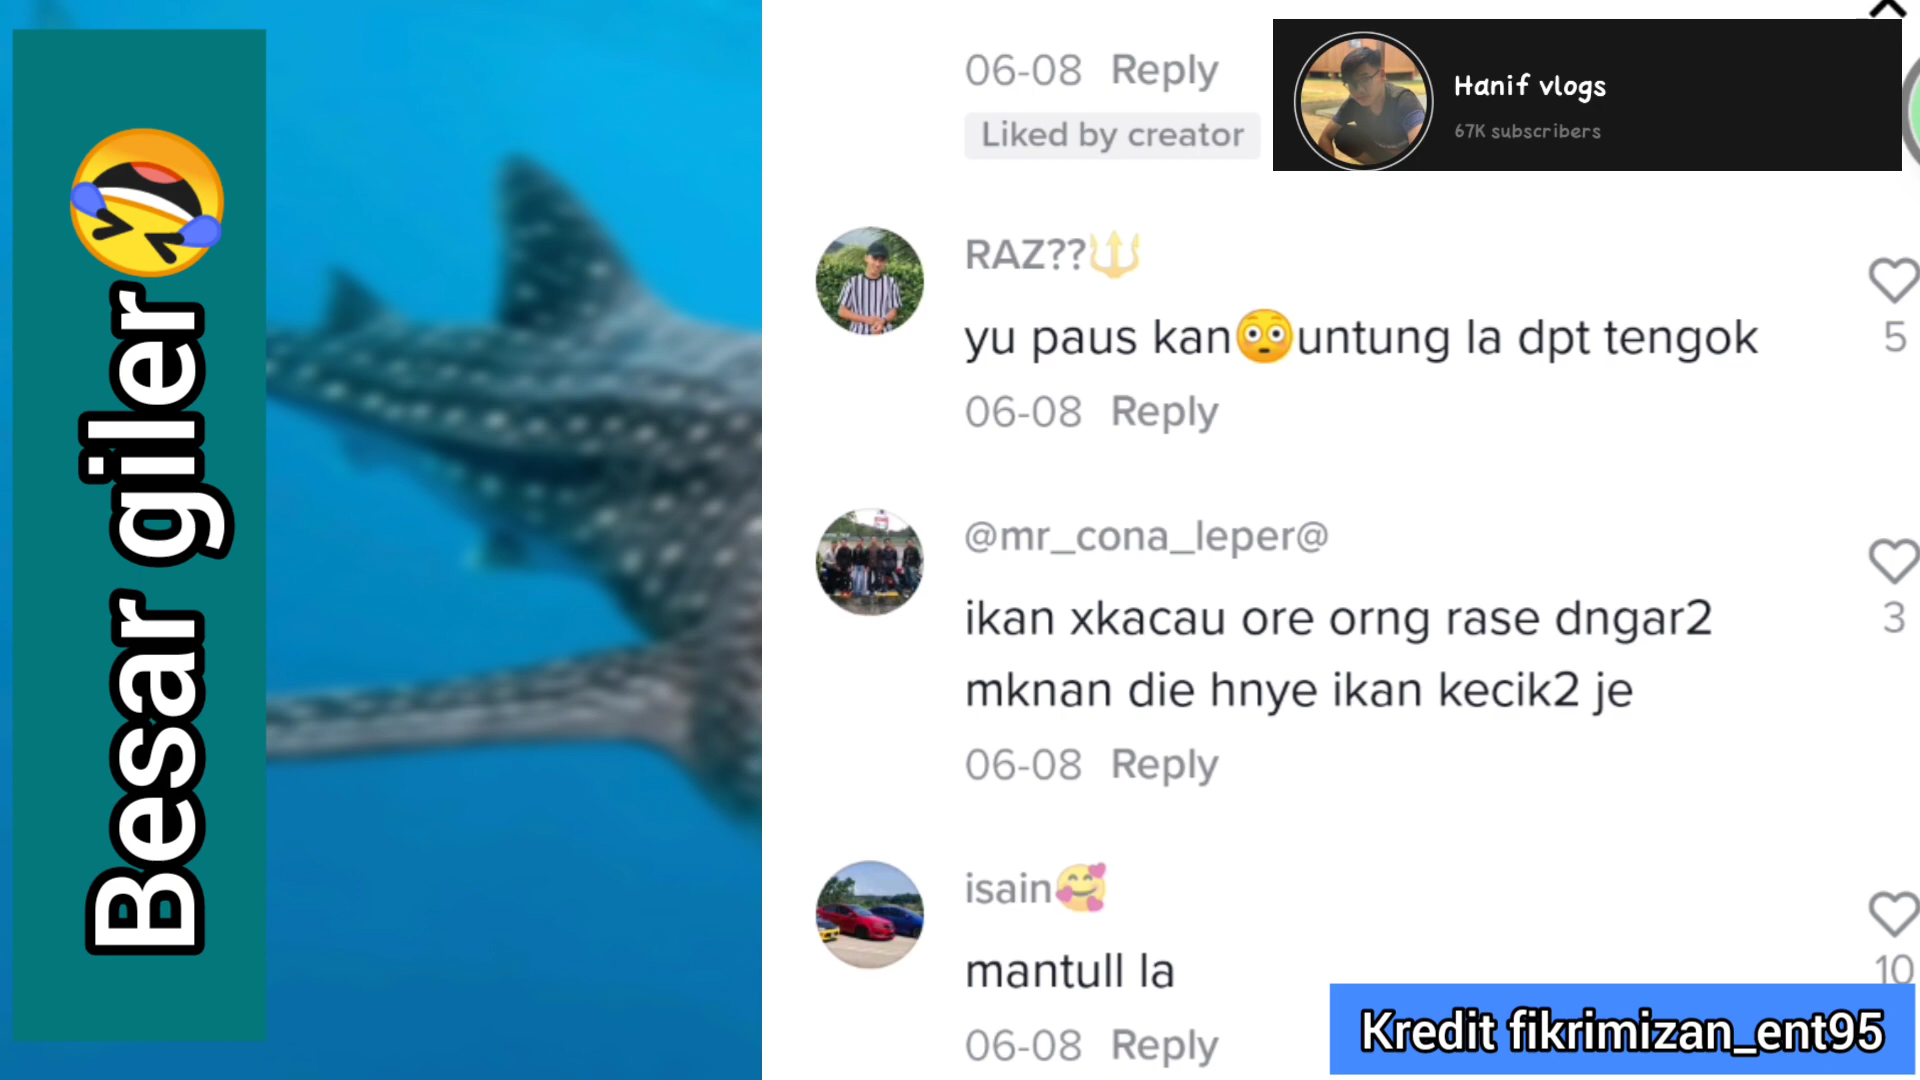 Besar giler🤣
06-08 Reply
Liked by creator
Hanif vlogs
67K subscribers
RAZ??🔱
yu paus kan😳untung la dpt tengok
5
06-08 Reply
@mr_cona_leper@
ikan xkacau ore orng rase dngar2
mknan die hnye ikan kecik2 je
3
06-08 Reply
isain🥰
mantull la
10
06-08 Reply
Kredit fikrimizan_ent95